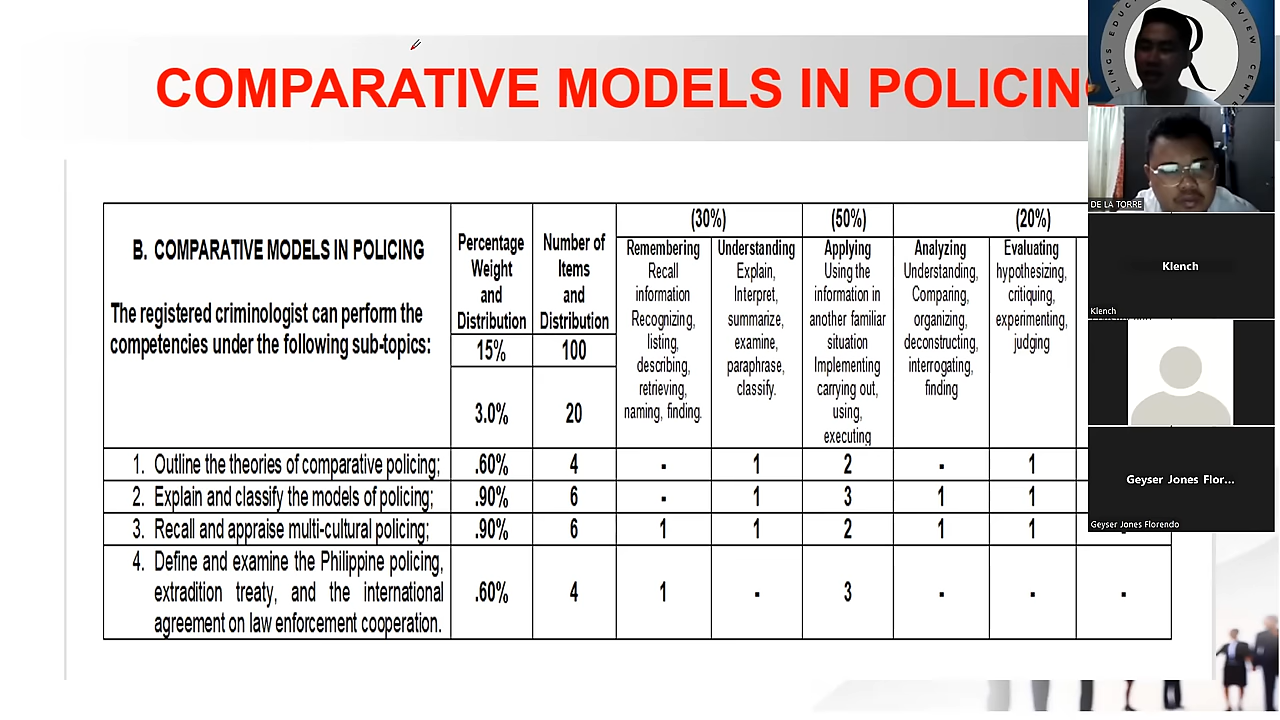 COMPARATIVE MODELS IN POLICING
B. COMPARATIVE MODELS IN POLICING
The registered criminologist can perform the
competencies under the following sub-topics:
Percentage
Weight
and
Distribution
15%
3.0%
Number of
Items
and
Distribution
100
20
(30%)
(50%)
(20%)
Remembering
Recall
information
Recognizing,
listing,
describing,
retrieving,
naming, finding.
Understanding
Explain,
Interpret,
summarize,
examine,
paraphrase,
classify.
Applying
Using the
information in
another familiar
situation
Implementing
carrying out,
using,
executing
Analyzing
Understanding,
Comparing,
organizing,
deconstructing,
interrogating,
finding
Evaluating
hypothesizing,
critiquing,
experimenting,
judging
1. Outline the theories of comparative policing; .60% 4 - 1 2 - 1
2. Explain and classify the models of policing; .90% 6 - 1 3 1 1
3. Recall and appraise multi-cultural policing; .90% 6 1 1 2 1 1 -
4. Define and examine the Philippine policing,
extradition treaty, and the international
agreement on law enforcement cooperation.
.60% 4 1 - 3 - - -
R
REVIEW CENTER
DE LA TORRE
Klench
Klench
Geyser Jones Flor...
Geyser Jones Florendo